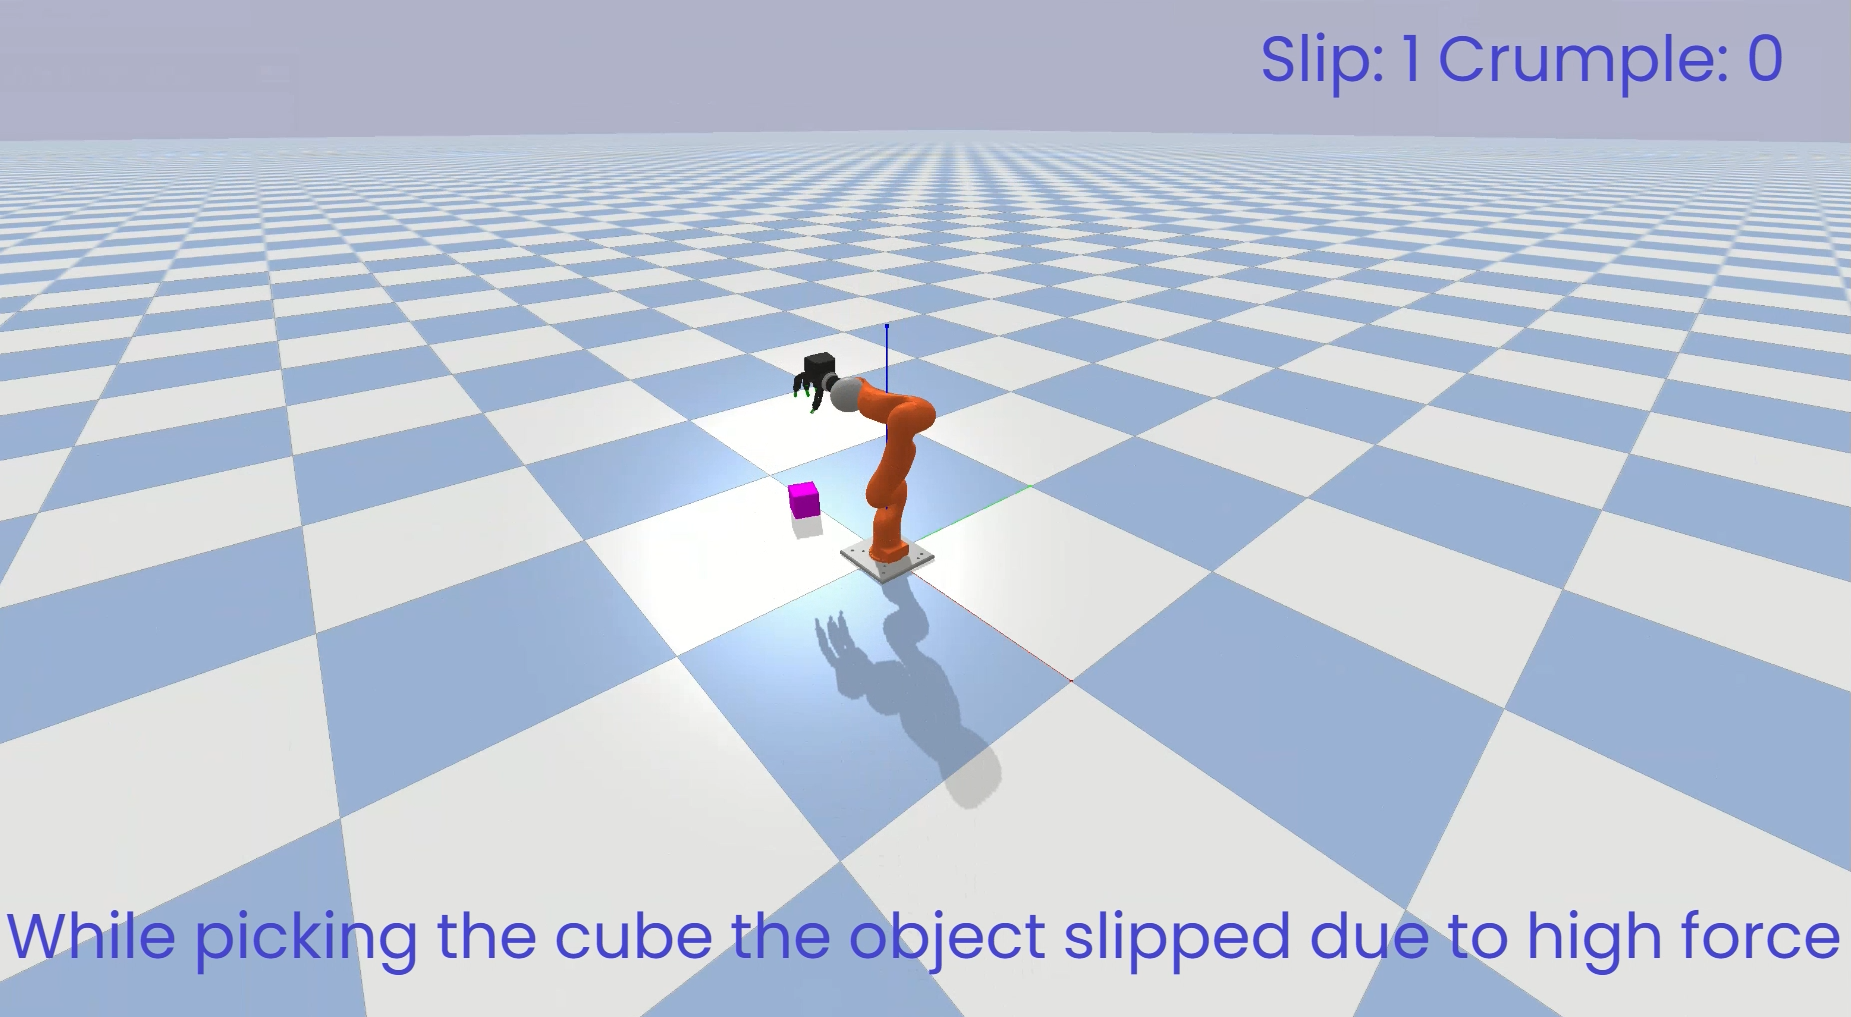 Slip: 1 Crumple: 0
While picking the cube the object slipped due to high force